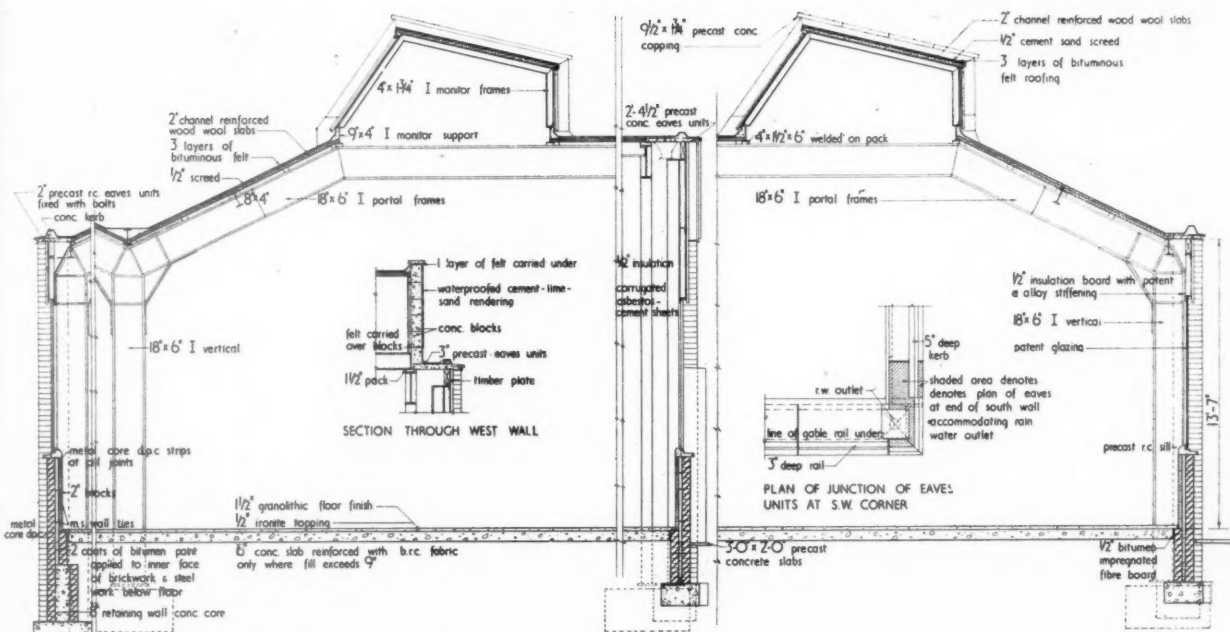 9½" x 1¾" precast conc.
copping
2" channel reinforced wood wool slabs
½" cement sand screed
3 layers of bituminous
felt roofing
4" x 1¾" I monitor frames
2" channel reinforced
wood wool slabs
9" x 4" I monitor support
3 layers of
bituminous felt
½" screed
2'- 4½" precast
conc. eaves units
4" x 1½" x 6" welded on pack
2" precast r.c. eaves units
fixed with bolts
conc. kerb
18" x 6" I portal frames
18" x 6" I portal frames
1 layer of felt carried under
waterproofed cement-lime-
sand rendering
conc. blocks
felt carried
over blocks
3" precast eaves units
1½" pack
timber plate
SECTION THROUGH WEST WALL
½" insulation
corrugated
asbestos-
cement sheets
½" insulation board with patent
alloy stiffening
18" x 6" I vertical
patent glazing
18" x 6" I vertical
5" deep
kerb
r.w. outlet
shaded area denotes
denotes plan of eaves
at end of south wall
accommodating rain
water outlet
line of gable rail under
3" deep rail
13'-7"
precast r.c. sill
PLAN OF JUNCTION OF EAVES
UNITS AT S.W. CORNER
metal core d.p.c strips
at all joints
2" blocks
m.s. wall ties
metal
core
1½" granolithic floor finish
½" ironite topping
6" conc. slab reinforced with b.r.c. fabric
only where fill exceeds 9"
2 coats of bitumen paint
applied to inner face
of brickwork & steel
work below floor
retaining wall conc core
3'-0" x 2'-0" precast
concrete slabs
½" bitumen
impregnated
fibre board